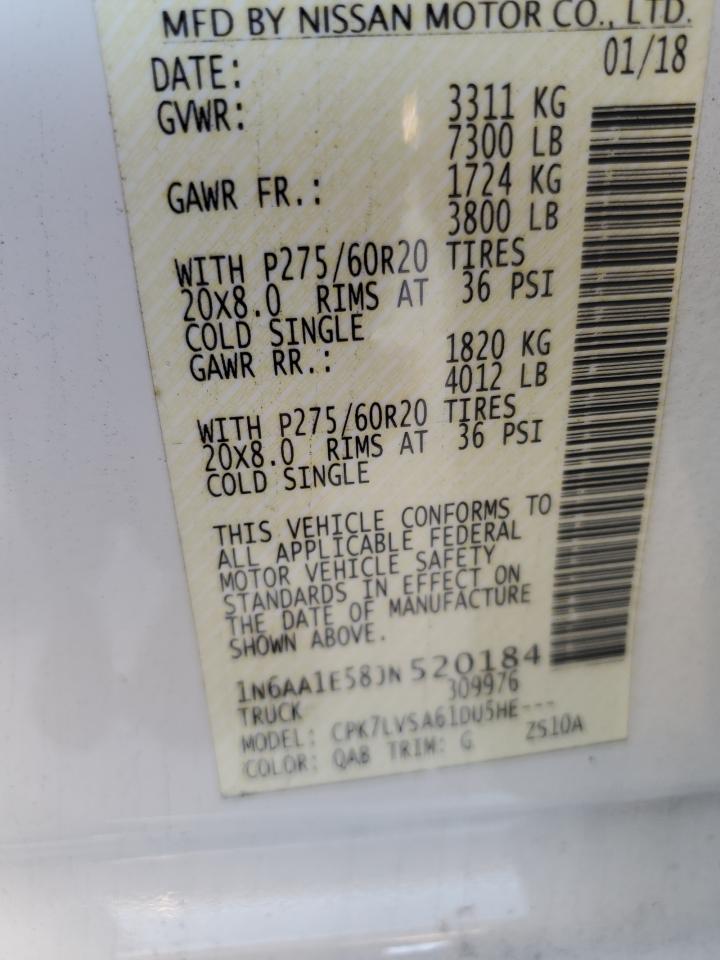 MFD BY NISSAN MOTOR CO., LTD.
DATE: 01/18
GVWR: 3311 KG
7300 LB
GAWR FR.: 1724 KG
3800 LB
WITH P275/60R20 TIRES
20X8.0 RIMS AT 36 PSI
COLD SINGLE
GAWR RR.: 1820 KG
4012 LB
WITH P275/60R20 TIRES
20X8.0 RIMS AT 36 PSI
COLD SINGLE
THIS VEHICLE CONFORMS TO
ALL APPLICABLE FEDERAL
MOTOR VEHICLE SAFETY
STANDARDS IN EFFECT ON
THE DATE OF MANUFACTURE
SHOWN ABOVE.
1N6AA1E58JN520184
TRUCK 309976
MODEL: CPK7LVSA61DU5HE---
COLOR: QAB TRIM: G ZS10A